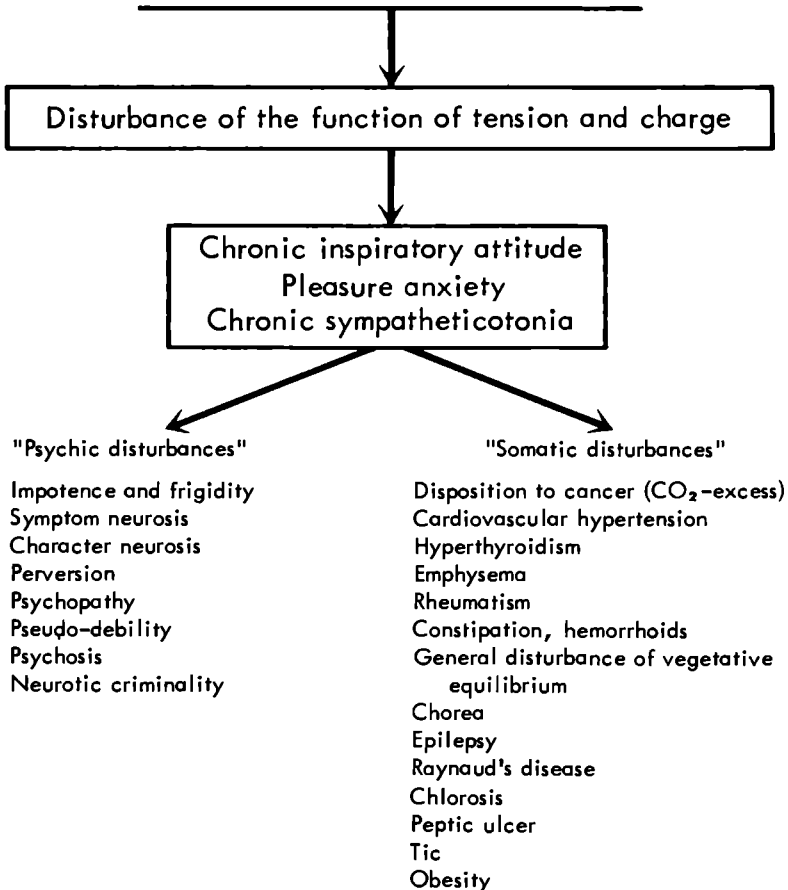 Disturbance of the function of tension and charge
Chronic inspiratory attitude
Pleasure anxiety
Chronic sympatheticotonia
"Psychic disturbances"
Impotence and frigidity
Symptom neurosis
Character neurosis
Perversion
Psychopathy
Pseudo-debility
Psychosis
Neurotic criminality
"Somatic disturbances"
Disposition to cancer (CO₂-excess)
Cardiovascular hypertension
Hyperthyroidism
Emphysema
Rheumatism
Constipation, hemorrhoids
General disturbance of vegetative
equilibrium
Chorea
Epilepsy
Raynaud's disease
Chlorosis
Peptic ulcer
Tic
Obesity